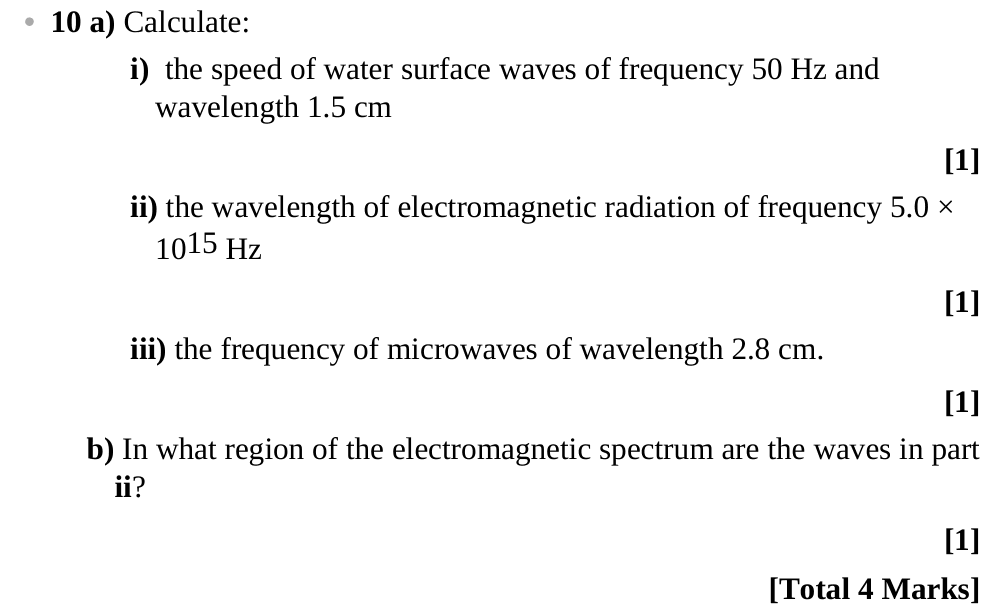 • 10 a) Calculate:
i) the speed of water surface waves of frequency 50 Hz and
wavelength 1.5 cm
[1]
ii) the wavelength of electromagnetic radiation of frequency 5.0 ×
10¹⁵ Hz
[1]
iii) the frequency of microwaves of wavelength 2.8 cm.
[1]
b) In what region of the electromagnetic spectrum are the waves in part
ii?
[1]
[Total 4 Marks]